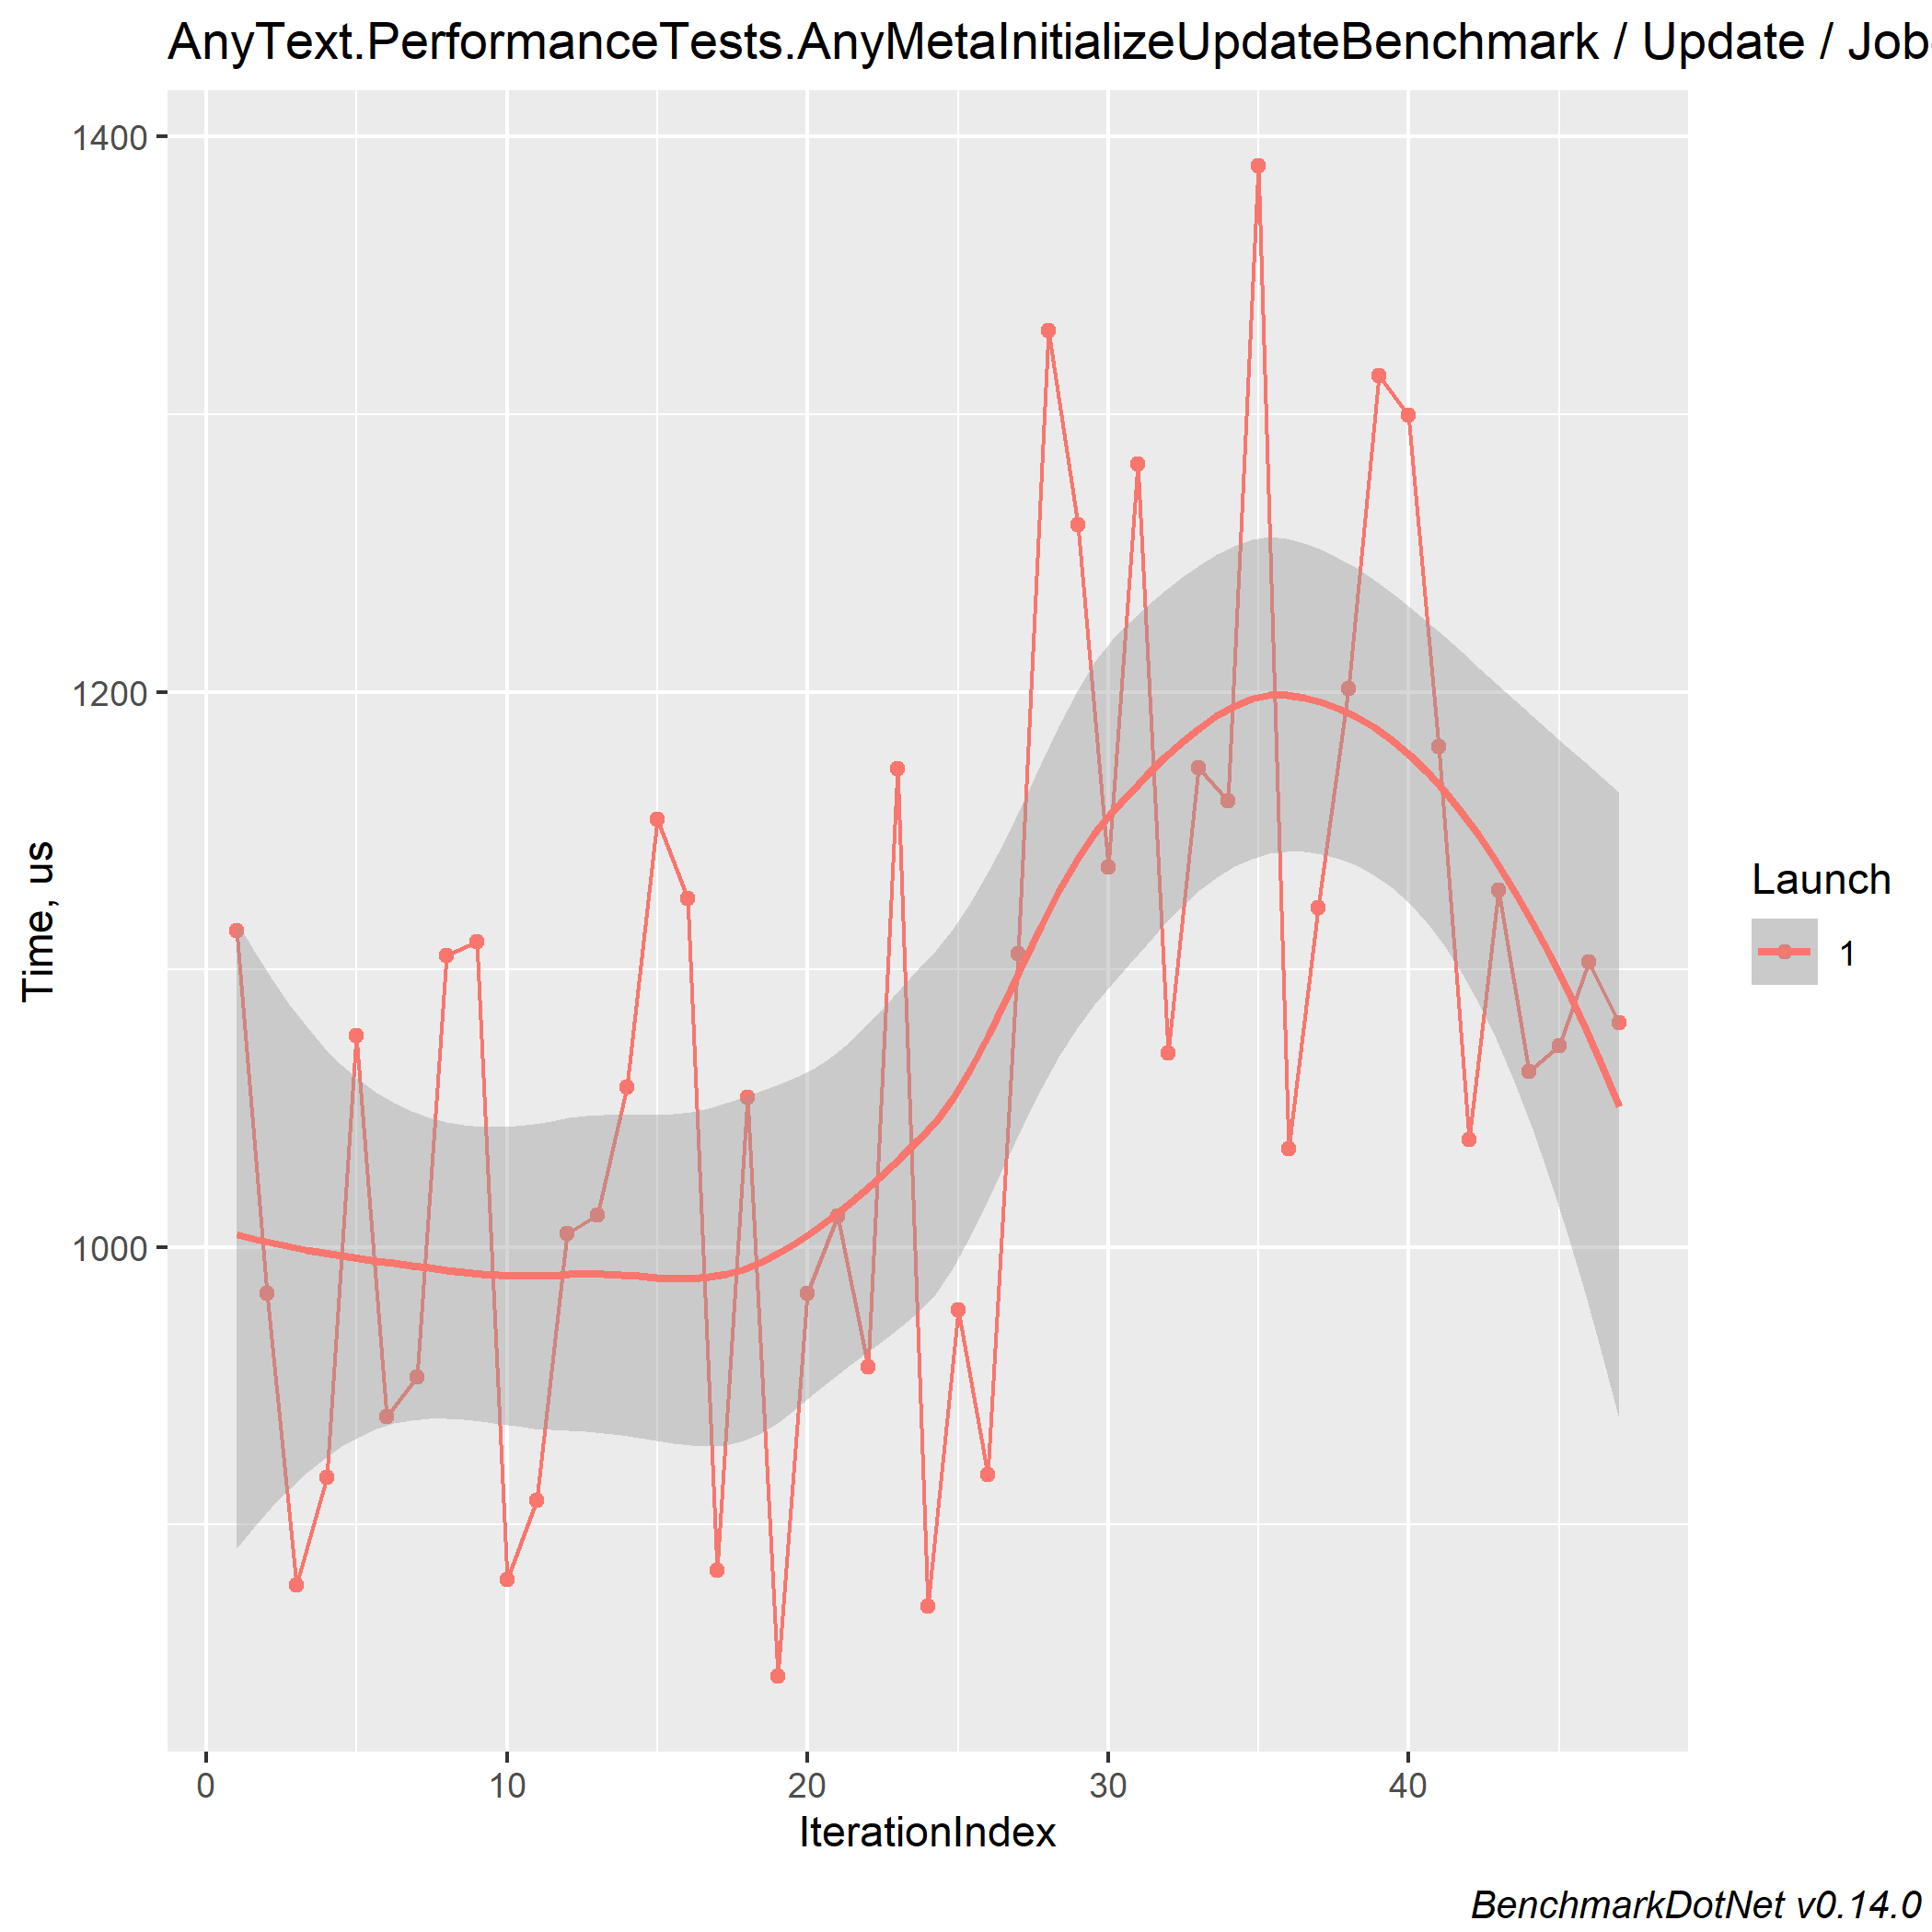 AnyText.PerformanceTests.AnyMetaInitializeUpdateBenchmark / Update / Job
1400
1200
1000
Time, us
0 10 20 30 40
IterationIndex
Launch
1
BenchmarkDotNet v0.14.0